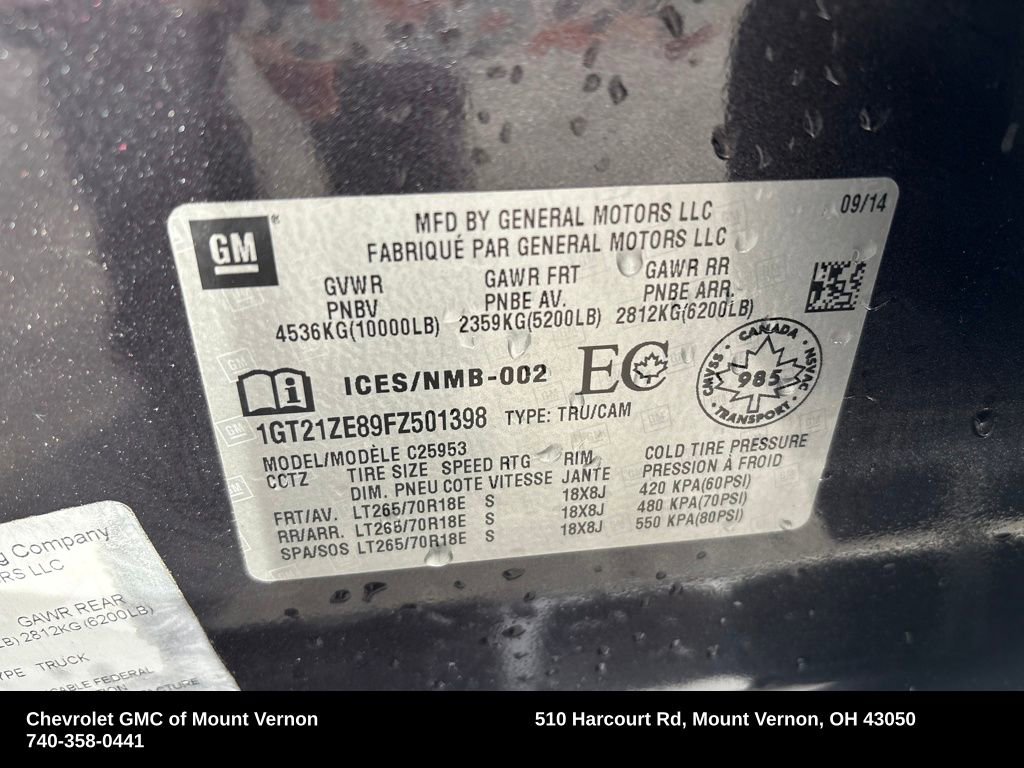 GM
®
MFD BY GENERAL MOTORS LLC
09/14
FABRIQUÉ PAR GENERAL MOTORS LLC
GVWR GAWR FRT GAWR RR
PNBV PNBE AV. PNBE ARR.
4536KG(10000LB) 2359KG(5200LB) 2812KG(6200LB)
ICES/NMB-002
EC
CANADA
CMVSS NSVAC
985
TRANSPORT
1GT21ZE89FZ501398 TYPE: TRU/CAM
MODEL/MODÈLE C25953
CCTZ TIRE SIZE SPEED RTG RIM COLD TIRE PRESSURE
DIM. PNEU COTE VITESSE JANTE PRESSION À FROID
FRT/AV. LT265/70R18E S 18X8J 420 KPA(60PSI)
RR/ARR. LT265/70R18E S 18X8J 480 KPA(70PSI)
SPA/SOS LT265/70R18E S 18X8J 550 KPA(80PSI)
Company
LLC
GAWR REAR
2812KG (6200LB)
TRUCK
FEDERAL
Chevrolet GMC of Mount Vernon
740-358-0441
510 Harcourt Rd, Mount Vernon, OH 43050